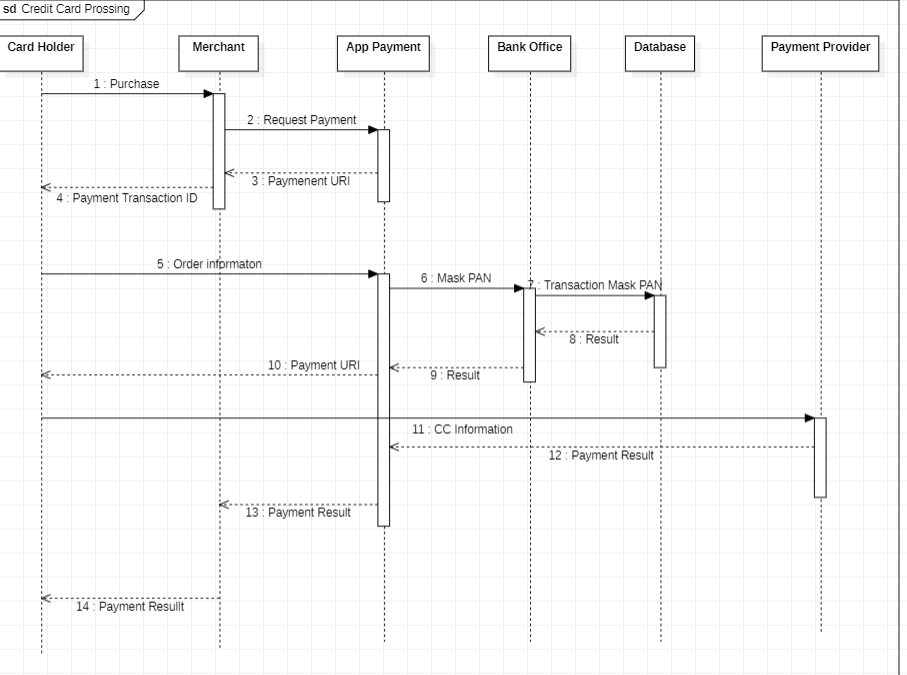 sd Credit Card Prossing
Card Holder
Merchant
App Payment
Bank Office
Database
Payment Provider
1 : Purchase
2 : Request Payment
3 : Paymenent URI
4 : Payment Transaction ID
5 : Order informaton
6 : Mask PAN
7 : Transaction Mask PAN
8 : Result
9 : Result
10 : Payment URI
11 : CC Information
12 : Payment Result
13 : Payment Result
14 : Payment Resullt